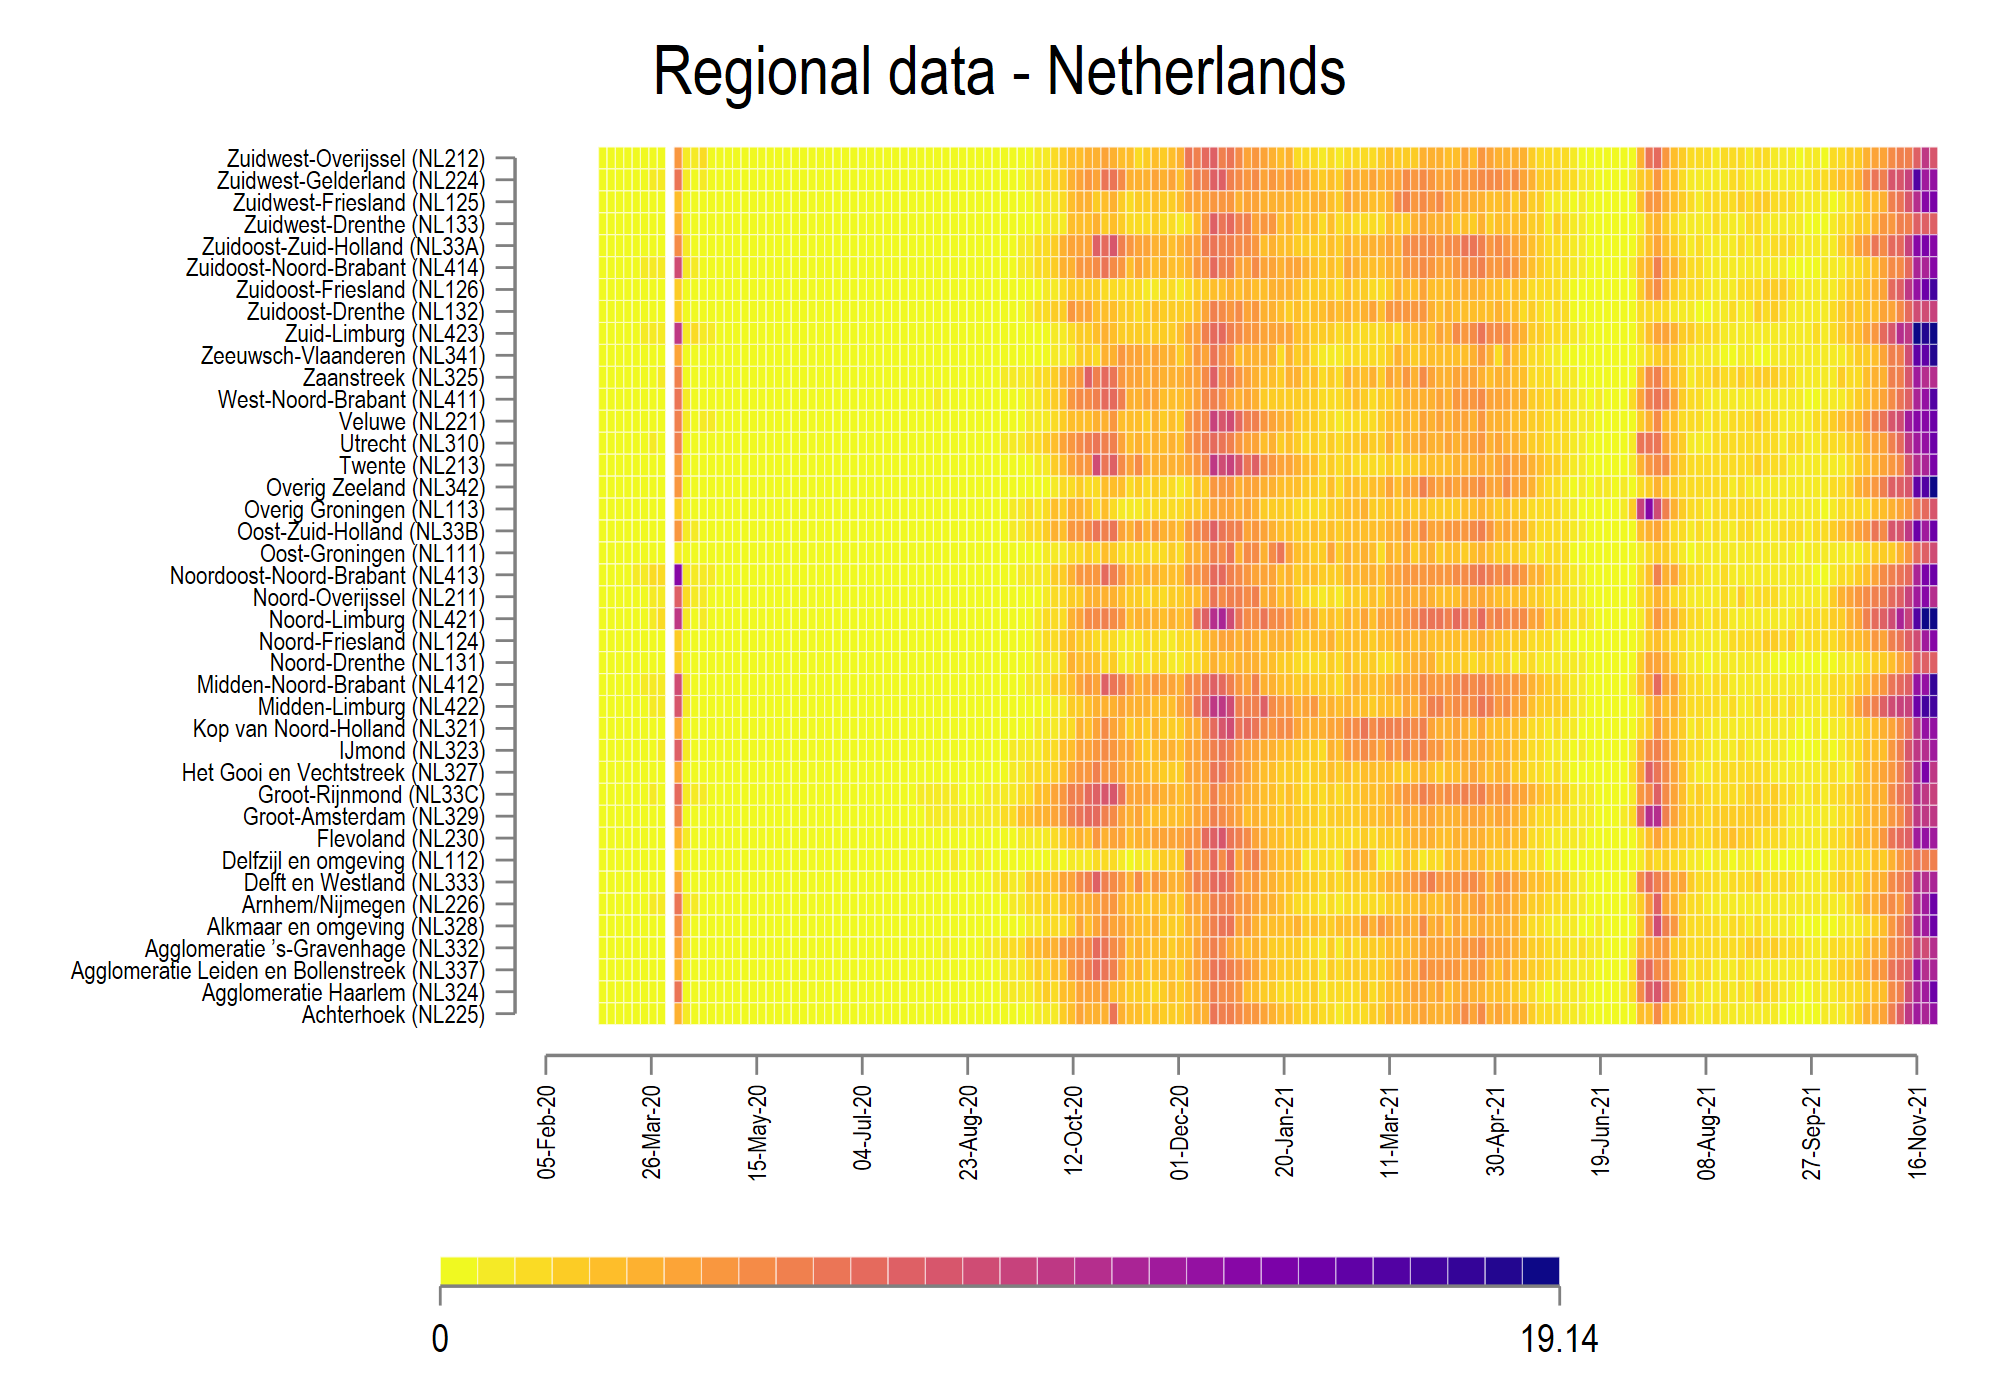 Regional data - Netherlands
Zuidwest-Overijssel (NL212)
Zuidwest-Gelderland (NL224)
Zuidwest-Friesland (NL125)
Zuidwest-Drenthe (NL133)
Zuidoost-Zuid-Holland (NL33A)
Zuidoost-Noord-Brabant (NL414)
Zuidoost-Friesland (NL126)
Zuidoost-Drenthe (NL132)
Zuid-Limburg (NL423)
Zeeuwsch-Vlaanderen (NL341)
Zaanstreek (NL325)
West-Noord-Brabant (NL411)
Veluwe (NL221)
Utrecht (NL310)
Twente (NL213)
Overig Zeeland (NL342)
Overig Groningen (NL113)
Oost-Zuid-Holland (NL33B)
Oost-Groningen (NL111)
Noordoost-Noord-Brabant (NL413)
Noord-Overijssel (NL211)
Noord-Limburg (NL421)
Noord-Friesland (NL124)
Noord-Drenthe (NL131)
Midden-Noord-Brabant (NL412)
Midden-Limburg (NL422)
Kop van Noord-Holland (NL321)
IJmond (NL323)
Het Gooi en Vechtstreek (NL327)
Groot-Rijnmond (NL33C)
Groot-Amsterdam (NL329)
Flevoland (NL230)
Delfzijl en omgeving (NL112)
Delft en Westland (NL333)
Arnhem/Nijmegen (NL226)
Alkmaar en omgeving (NL328)
Agglomeratie 's-Gravenhage (NL332)
Agglomeratie Leiden en Bollenstreek (NL337)
Agglomeratie Haarlem (NL324)
Achterhoek (NL225)
05-Feb-20
26-Mar-20
15-May-20
04-Jul-20
23-Aug-20
12-Oct-20
01-Dec-20
20-Jan-21
11-Mar-21
30-Apr-21
19-Jun-21
08-Aug-21
27-Sep-21
16-Nov-21
0
19.14